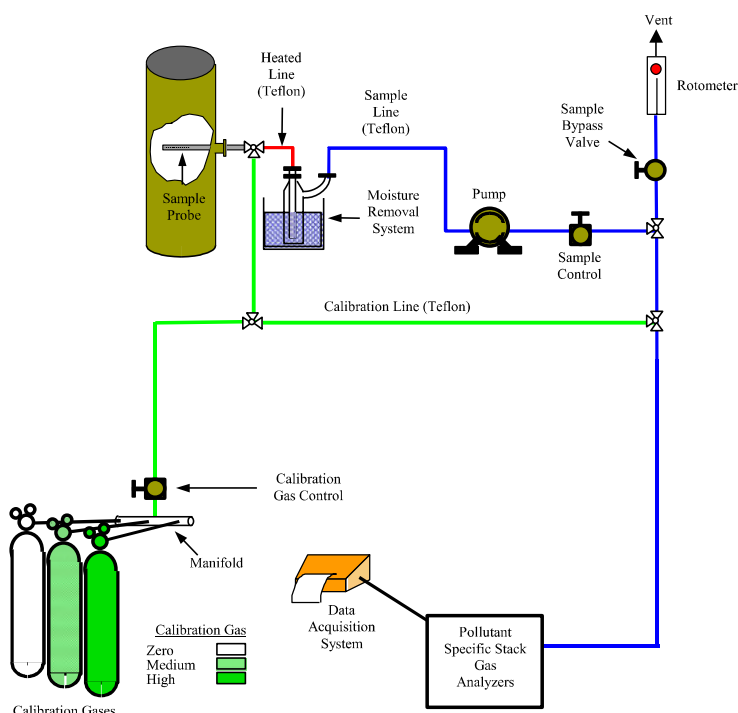 Vent
Heated
Line
(Teflon)
Sample
Line
(Teflon)
Rotometer
Sample
Bypass
Valve
Sample
Probe
Moisture
Removal
System
Pump
Sample
Control
Calibration Line (Teflon)
Calibration
Gas Control
Manifold
Data
Acquisition
System
Pollutant
Specific Stack
Gas
Analyzers
Calibration Gas
Zero
Medium
High
Calibration Gases